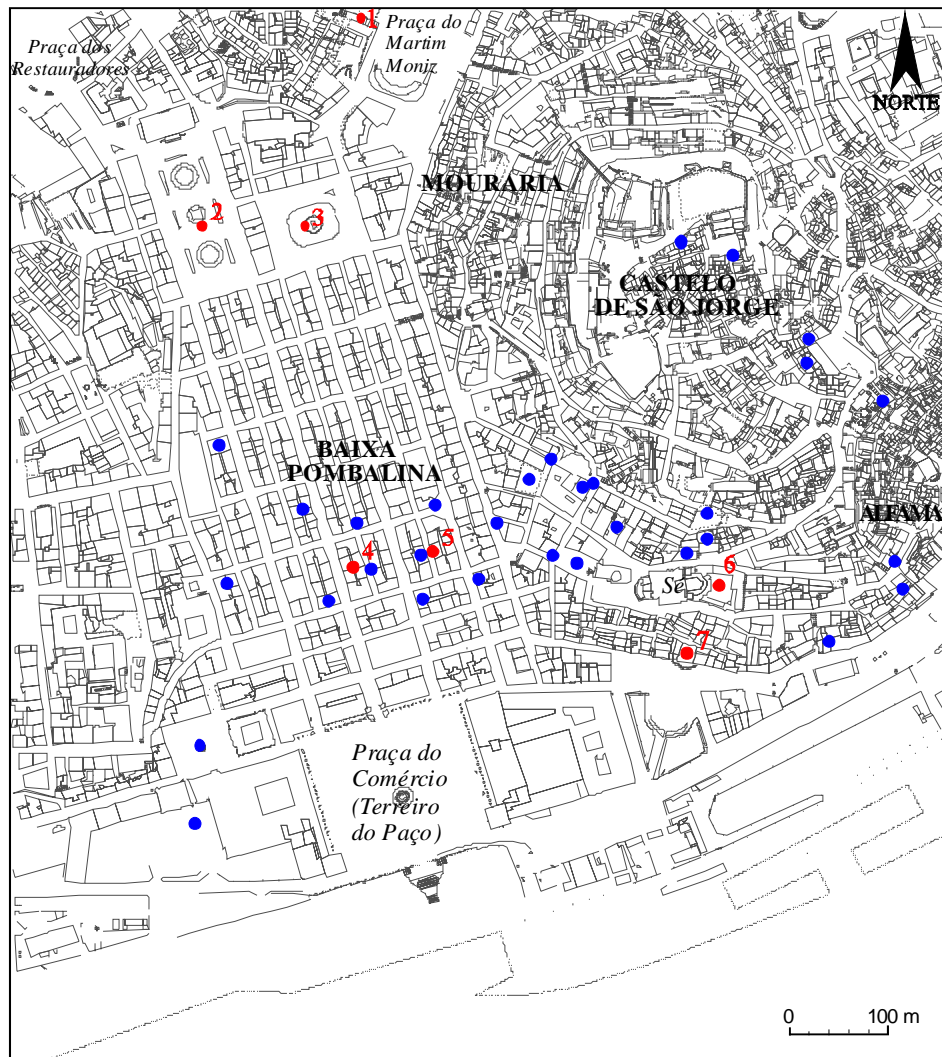 1
Praça do
Martim
Moniz
Praça dos
Restauradores
NORTE
MOURARIA
2
3
CASTELO
DE SÃO JORGE
BAIXA
POMBALINA
ALFAMA
4
5
6
Sé
7
Praça do
Comércio
(Terreiro
do Paço)
0
100 m